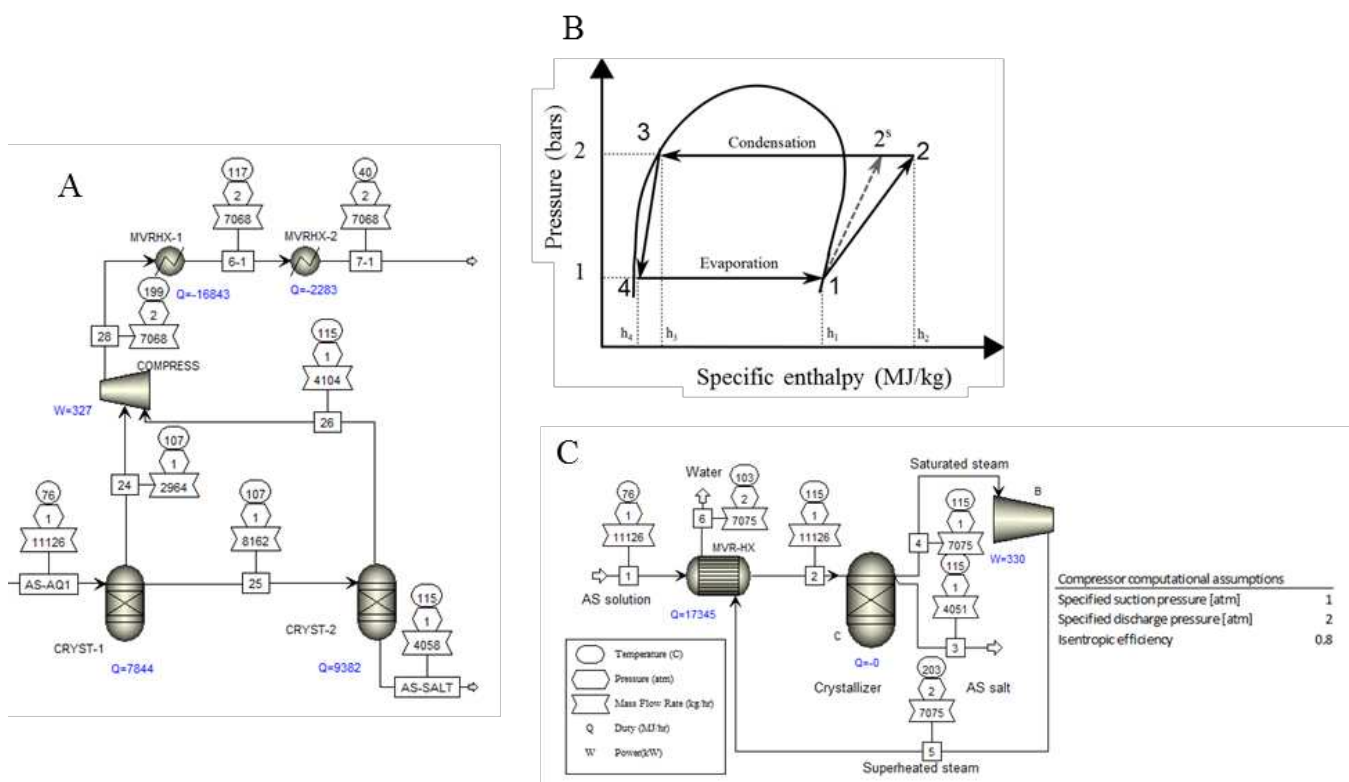 A
117
2
7068
40
2
7068
MVRHX-1
6-1
MVRHX-2
7-1
Q=-16843
Q=-2283
199
2
7068
28
COMPRESS
W=327
115
1
4104
26
107
1
2964
24
76
1
11126
107
1
8162
AS-AQ1
25
CRYST-1
Q=7844
CRYST-2
Q=9382
115
1
4058
AS-SALT
B
Pressure (bars)
2
1
3
Condensation
2s
2
Evaporation
4
1
h4
h3
h1
h2
Specific enthalpy (MJ/kg)
C
Saturated steam
Water
76
1
11126
103
2
7075
6
MVR-HX
115
1
11126
B
W=330
115
1
7075
4
115
1
4051
1
AS solution
Q=17345
2
C
Q=-0
Crystallizer
3
AS salt
203
2
7075
5
Superheated steam
Temperature (C)
Pressure (atm)
Mass Flow Rate (kg/hr)
Q Duty (MJ/hr)
W Power(kW)
Compressor computational assumptions
Specified suction pressure [atm] 1
Specified discharge pressure [atm] 2
Isentropic efficiency 0.8